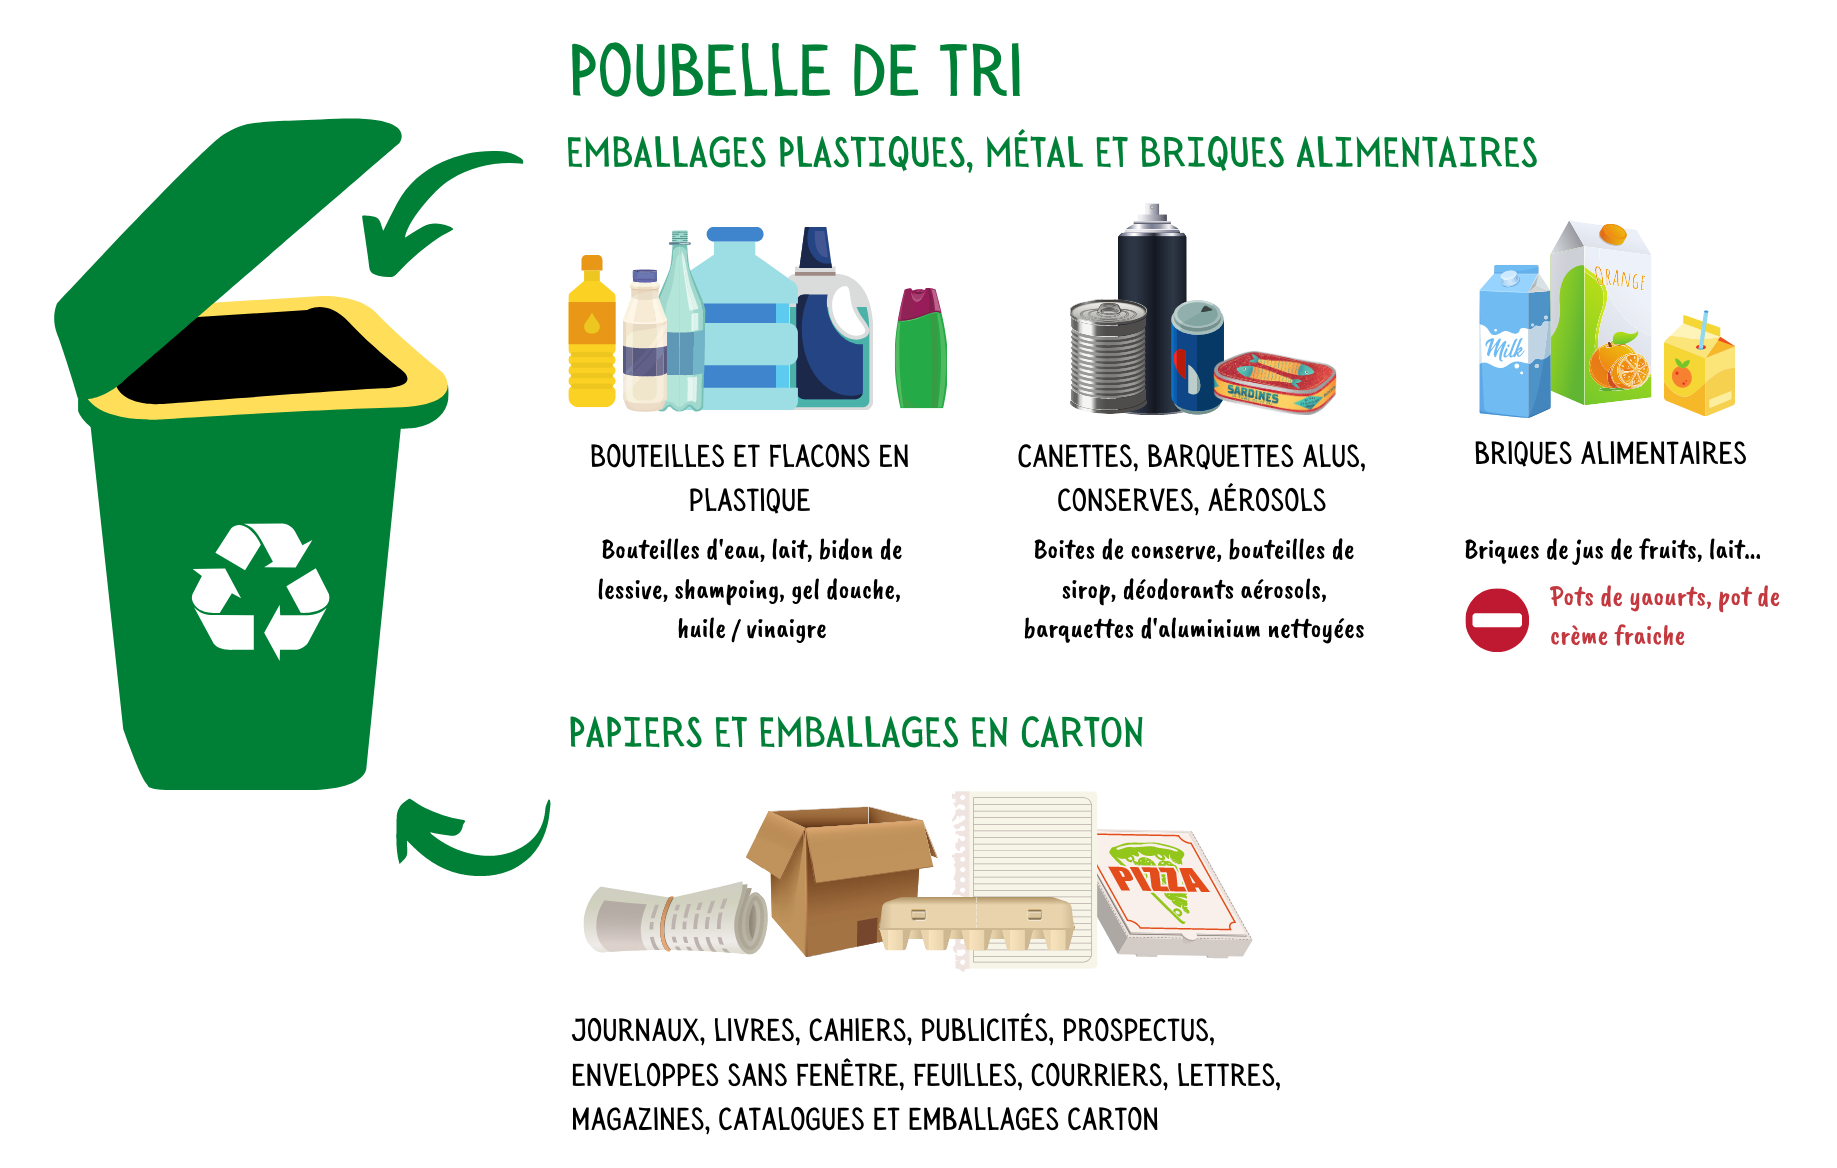 POUBELLE DE TRI
EMBALLAGES PLASTIQUES, MÉTAL ET BRIQUES ALIMENTAIRES
Milk
ORANGE
SARDINES
BOUTEILLES ET FLACONS EN
PLASTIQUE
Bouteilles d'eau, lait, bidon de
lessive, shampoing, gel douche,
huile / vinaigre
CANETTES, BARQUETTES ALUS,
CONSERVES, AÉROSOLS
Boites de conserve, bouteilles de
sirop, déodorants aérosols,
barquettes d'aluminium nettoyées
BRIQUES ALIMENTAIRES
Briques de jus de fruits, lait...
Pots de yaourts, pot de
crème fraiche
PAPIERS ET EMBALLAGES EN CARTON
PIZZA
JOURNAUX, LIVRES, CAHIERS, PUBLICITÉS, PROSPECTUS,
ENVELOPPES SANS FENÊTRE, FEUILLES, COURRIERS, LETTRES,
MAGAZINES, CATALOGUES ET EMBALLAGES CARTON